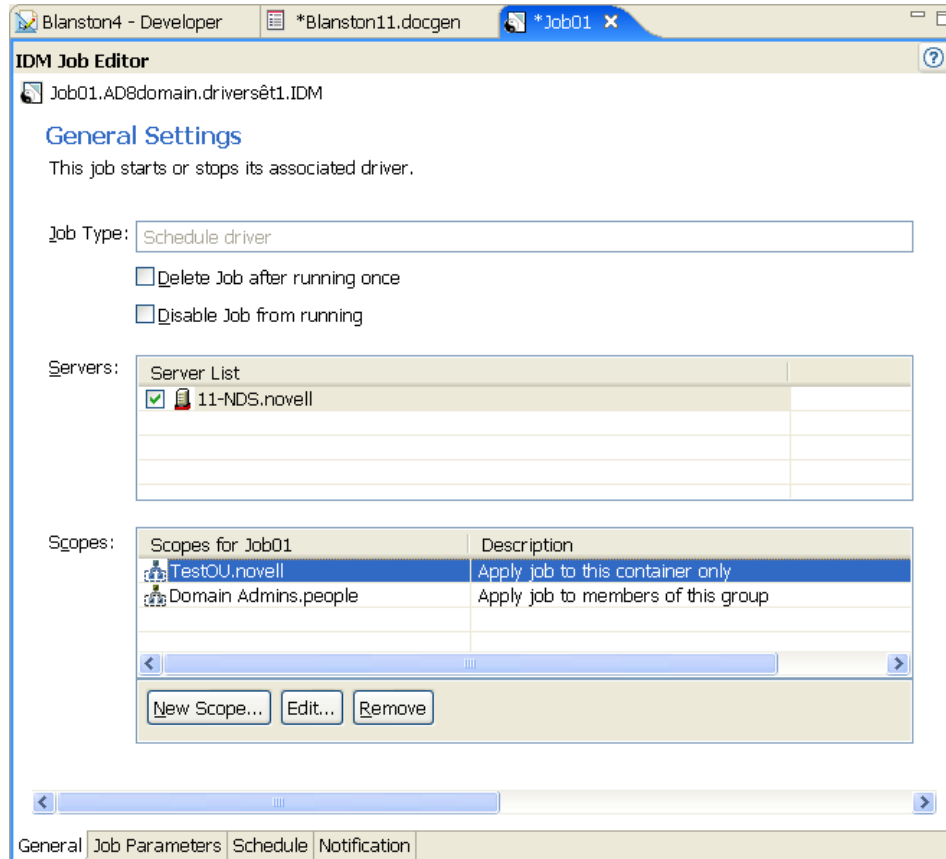 Blanston4 - Developer
*Blanston11.docgen
*Job01
IDM Job Editor
Job01.AD8domain.driversêt1.IDM
General Settings
This job starts or stops its associated driver.
Job Type: Schedule driver
Delete Job after running once
Disable Job from running
Servers:
Server List
11-NDS.novell
Scopes:
Scopes for Job01 Description
TestOU.novell Apply job to this container only
Domain Admins.people Apply job to members of this group
New Scope... Edit... Remove
General Job Parameters Schedule Notification